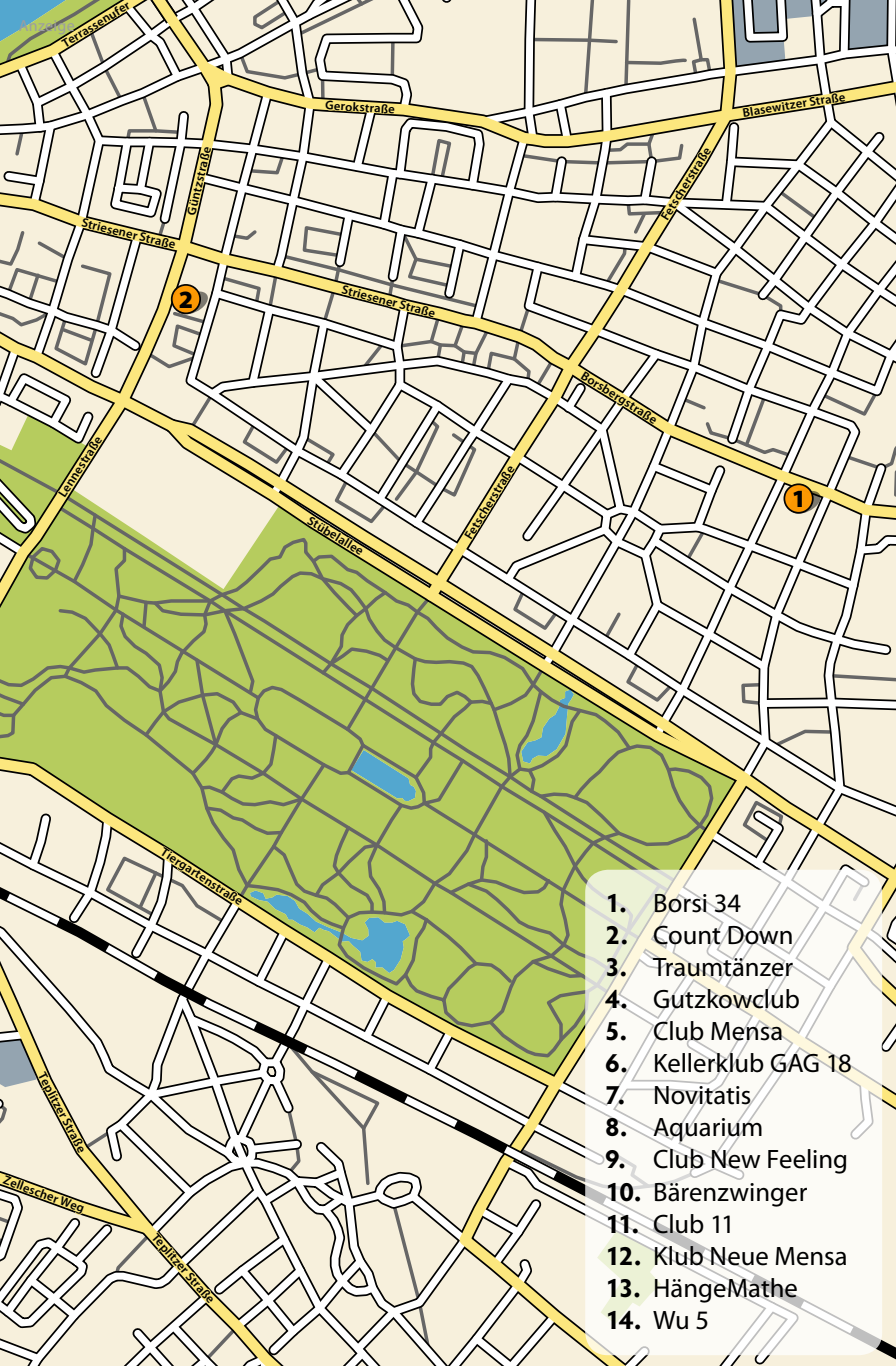 Anzeige
Terrassenufer
Gerokstraße
Blasewitzer Straße
Güntzstraße
Fetscherstraße
Striesener Straße
2
Striesener Straße
Borsbergstraße
Lennestraße
Fetscherstraße
1
Stübelallee
Tiergartenstraße
Teplitzer Straße
Zellescher Weg
Teplitzer Straße
1. Borsi 34
2. Count Down
3. Traumtänzer
4. Gutzkowclub
5. Club Mensa
6. Kellerklub GAG 18
7. Novitatis
8. Aquarium
9. Club New Feeling
10. Bärenzwinger
11. Club 11
12. Klub Neue Mensa
13. HängeMathe
14. Wu 5